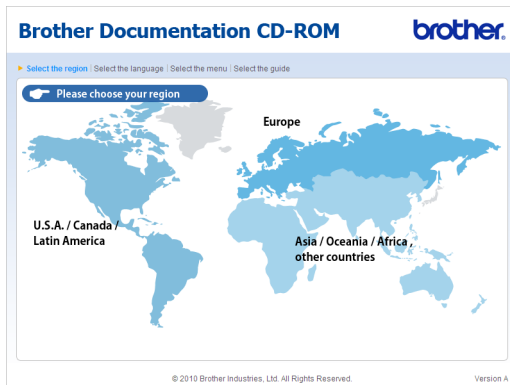 Brother Documentation CD-ROM
brother.
Select the region | Select the language | Select the menu | Select the guide
Please choose your region
Europe
U.S.A. / Canada /
Latin America
Asia / Oceania / Africa ,
other countries
© 2010 Brother Industries, Ltd. All Rights Reserved.
Version A